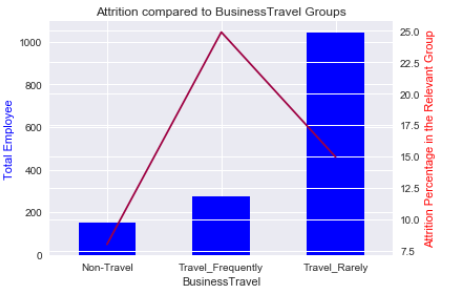 Attrition compared to BusinessTravel Groups
Total Employee
1000
800
600
400
200
0
25.0
22.5
20.0
17.5
15.0
12.5
10.0
7.5
Attrition Percentage in the Relevant Group
Non-Travel Travel_Frequently Travel_Rarely
BusinessTravel